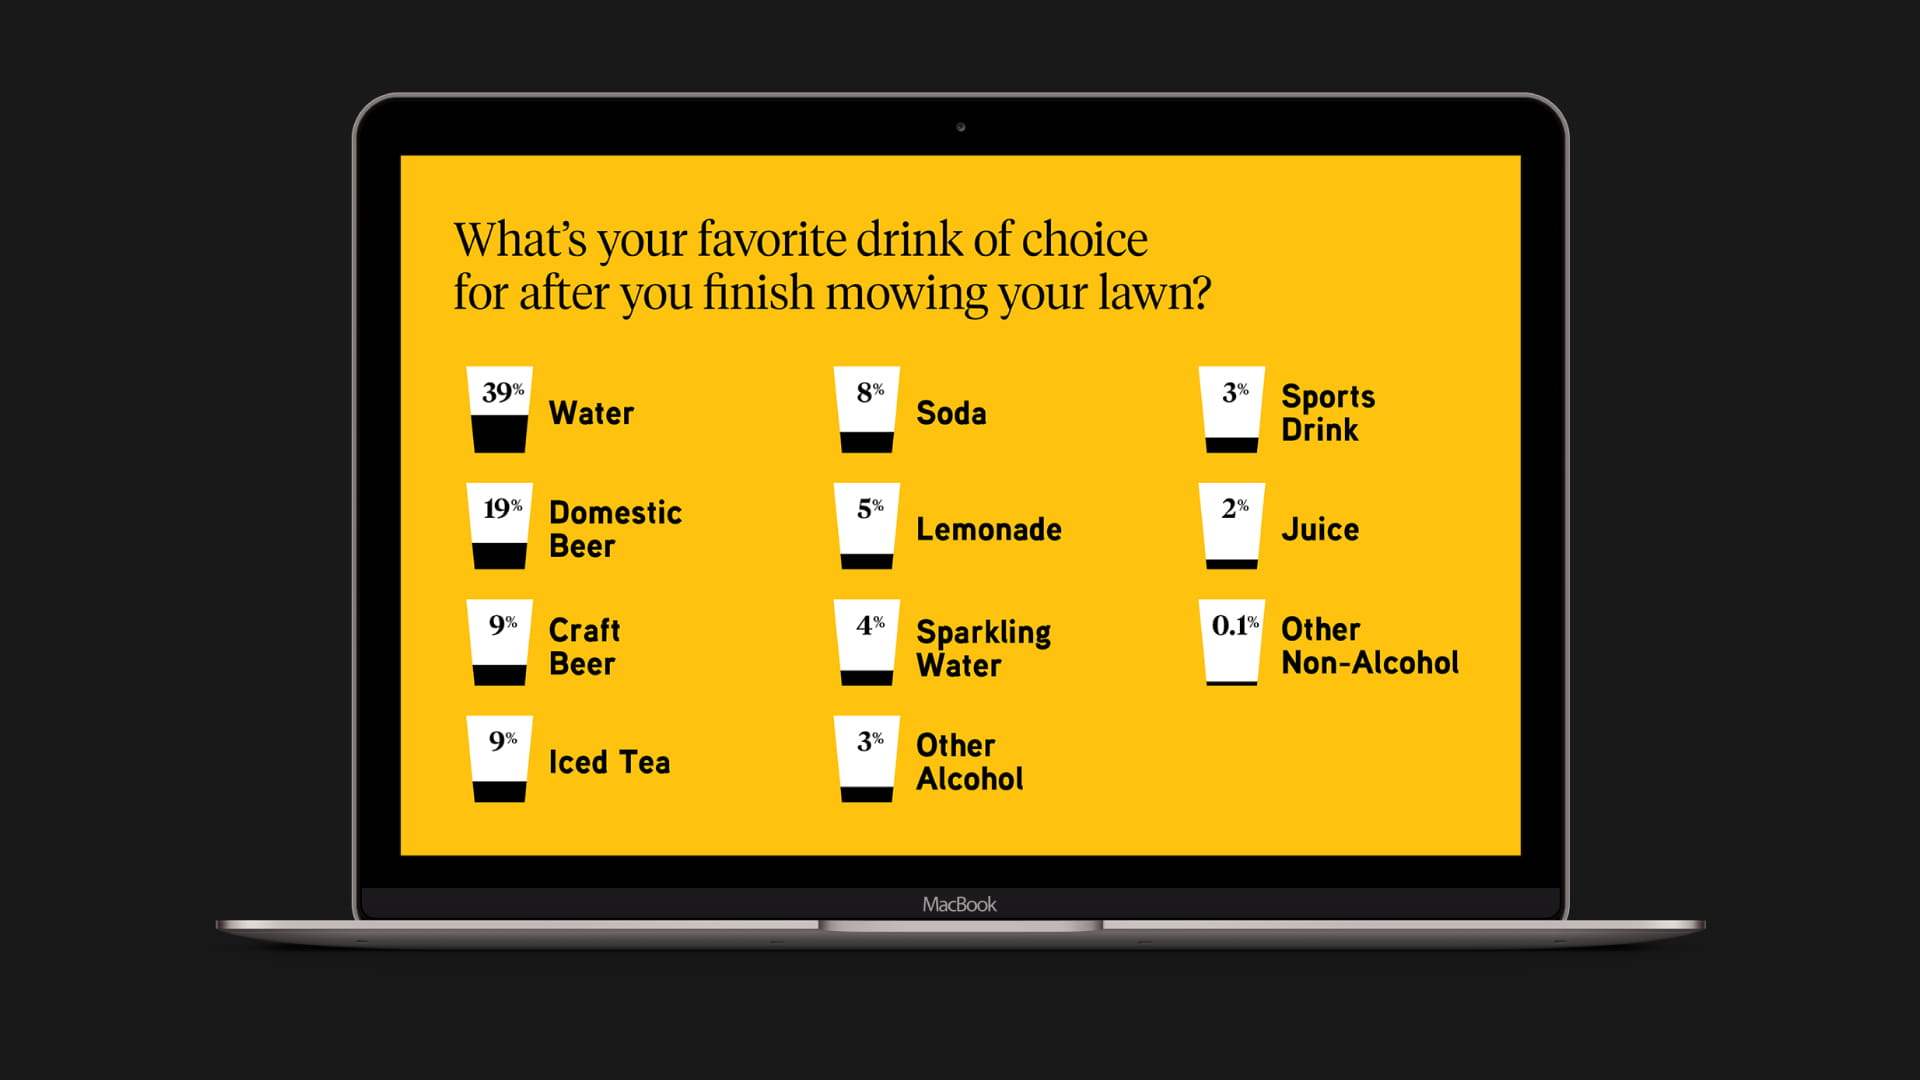 What’s your favorite drink of choice
for after you finish mowing your lawn?
39%
Water
19%
Domestic
Beer
9%
Craft
Beer
9%
Iced Tea
8%
Soda
5%
Lemonade
4%
Sparkling
Water
3%
Other
Alcohol
3%
Sports
Drink
2%
Juice
0.1%
Other
Non-Alcohol
MacBook